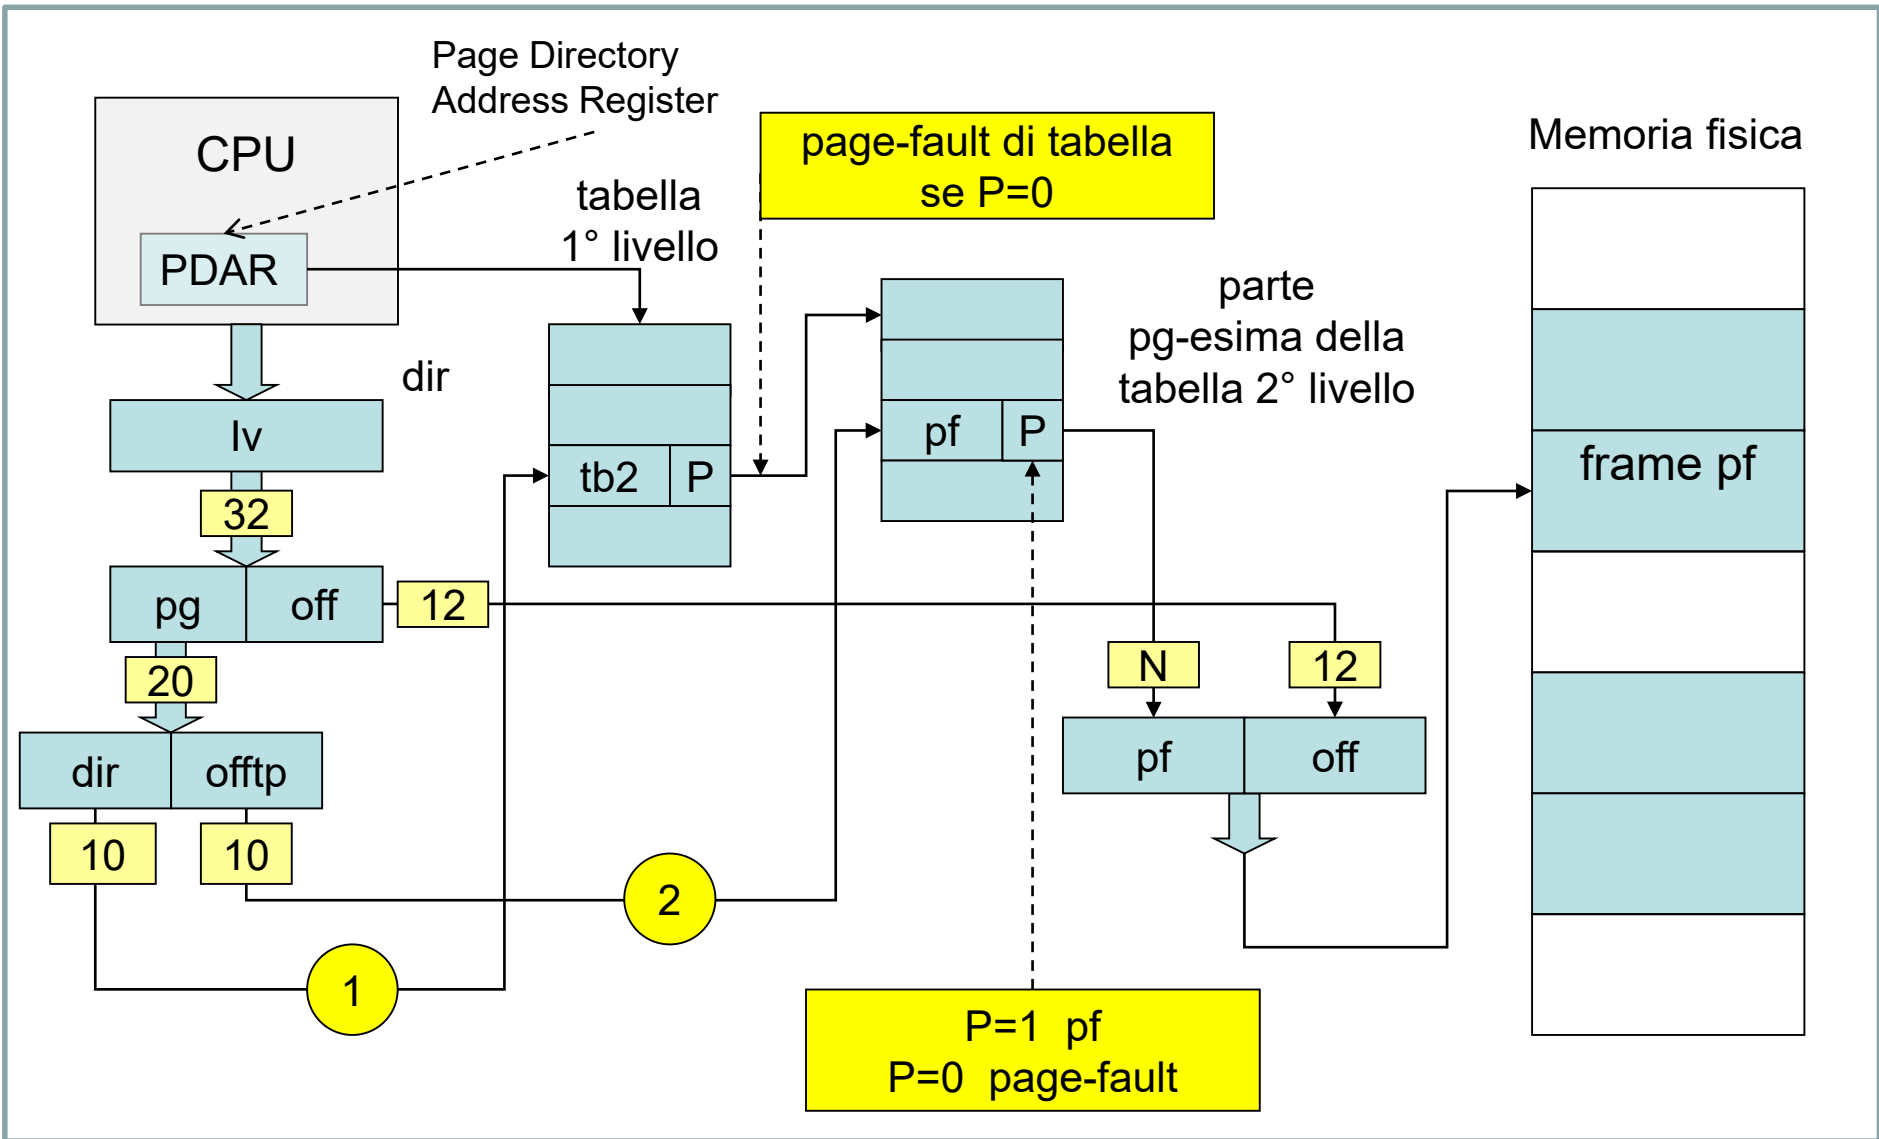 Page Directory
Address Register
CPU
PDAR
tabella
1° livello
page-fault di tabella
se P=0
Memoria fisica
dir
parte
pg-esima della
tabella 2° livello
Iv
32
tb2
P
pf
P
frame pf
pg
off
12
20
N
12
dir
offtp
pf
off
10
10
2
1
P=1 pf
P=0 page-fault